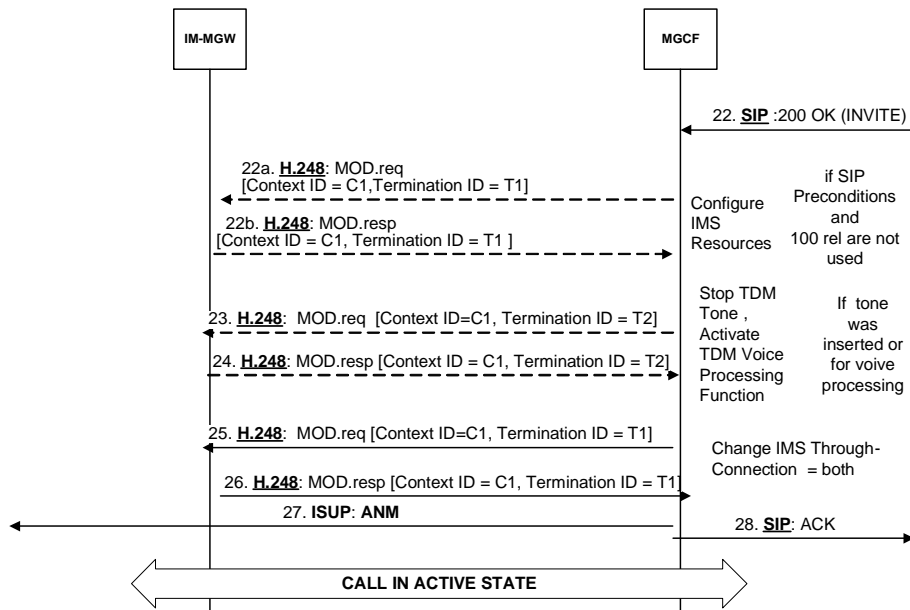 IM-MGW
MGCF
22. SIP :200 OK (INVITE)
22a. H.248: MOD.req
[Context ID = C1,Termination ID = T1]
22b. H.248: MOD.resp
[Context ID = C1, Termination ID = T1 ]
Configure
IMS
Resources
if SIP
Preconditions
and
100 rel are not
used
23. H.248: MOD.req [Context ID=C1, Termination ID = T2]
24. H.248: MOD.resp [Context ID = C1, Termination ID = T2]
Stop TDM
Tone ,
Activate
TDM Voice
Processing
Function
If tone
was
inserted or
for voive
processing
25. H.248: MOD.req [Context ID=C1, Termination ID = T1]
26. H.248: MOD.resp [Context ID = C1, Termination ID = T1]
Change IMS Through-
Connection = both
27. ISUP: ANM
28. SIP: ACK
CALL IN ACTIVE STATE